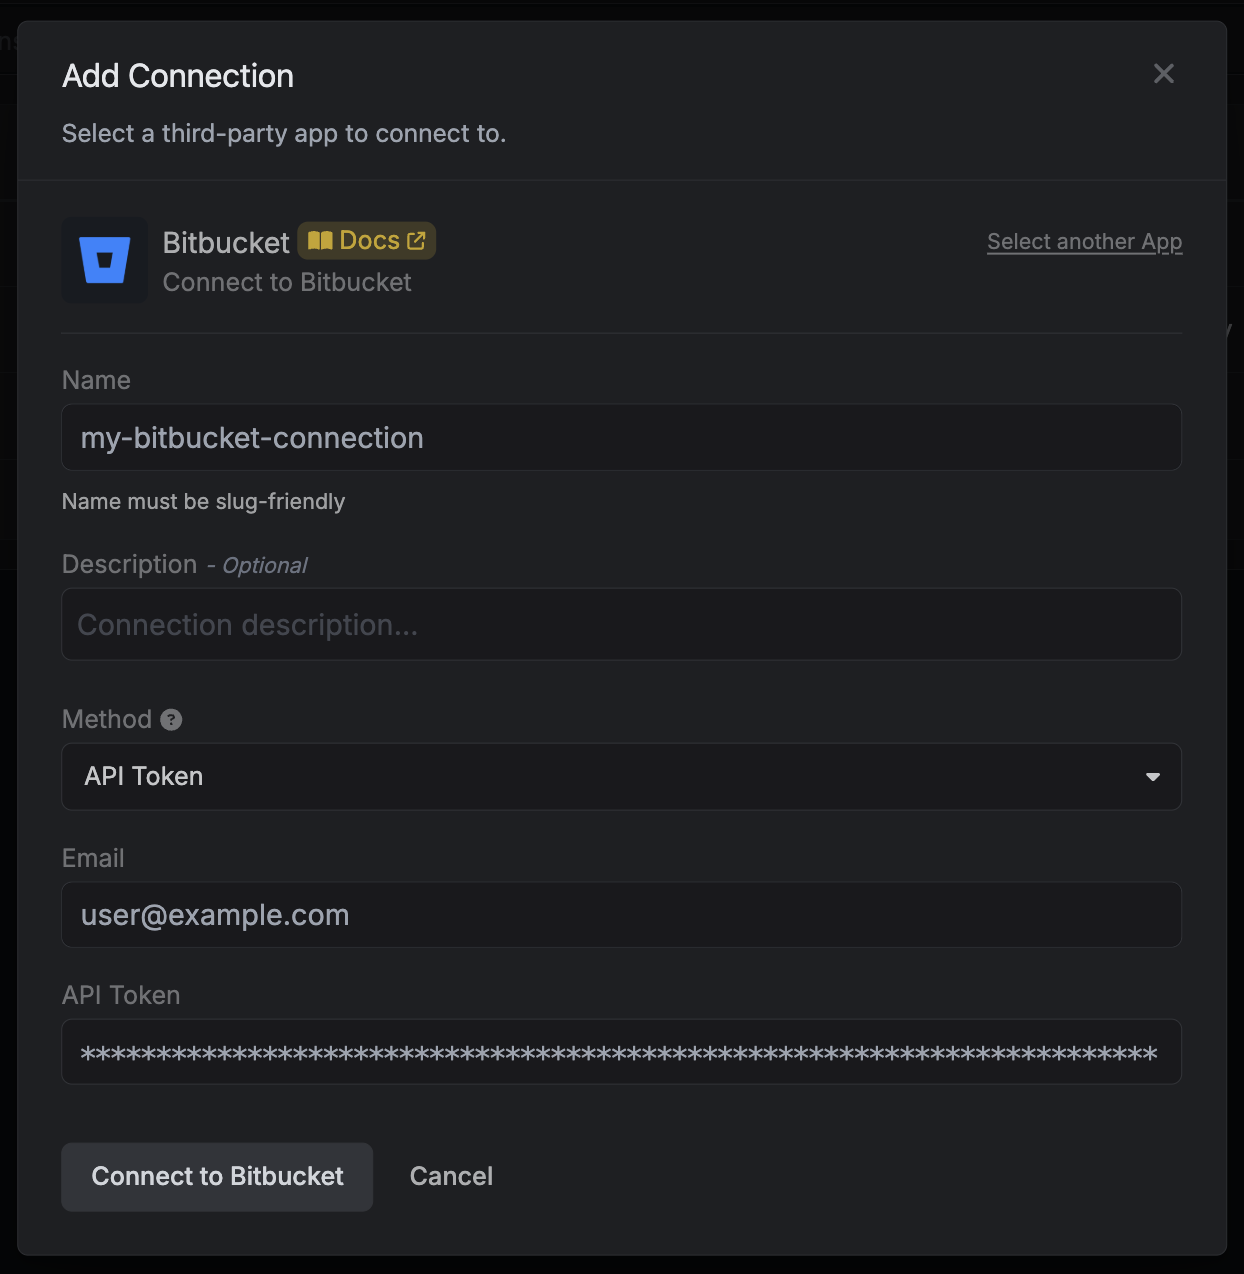 Add Connection
Select a third-party app to connect to.
Bitbucket Docs
Select another App
Connect to Bitbucket
Name
my-bitbucket-connection
Name must be slug-friendly
Description - Optional
Connection description...
Method ?
API Token
Email
user@example.com
API Token
***********************************************************************
Connect to Bitbucket Cancel